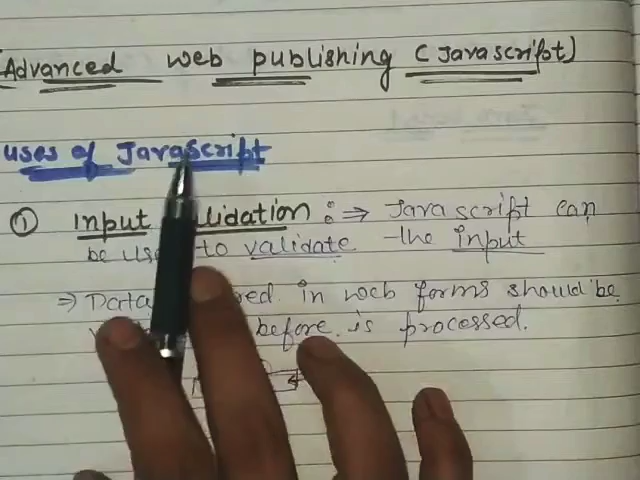 Advanced web publishing (Javascript)
uses of Javascript
① Input validation :⇒ Javascript can
be to validate the input
⇒ Data in web forms should be
before is processed.